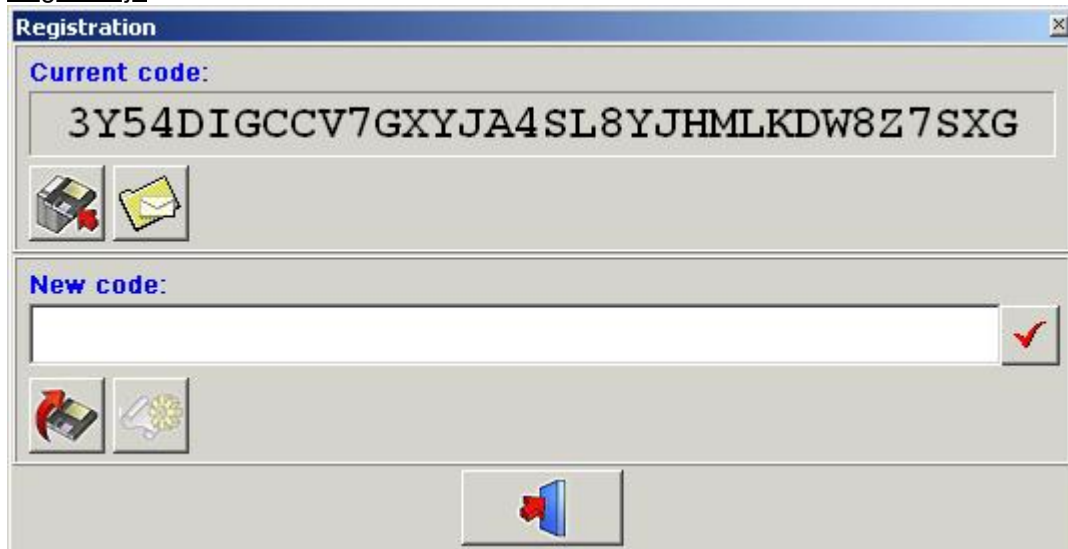 Registration
Current code:
3Y54DIGCCV7GXYJA4SL8YJHMLKDW8Z7SXG
New code: